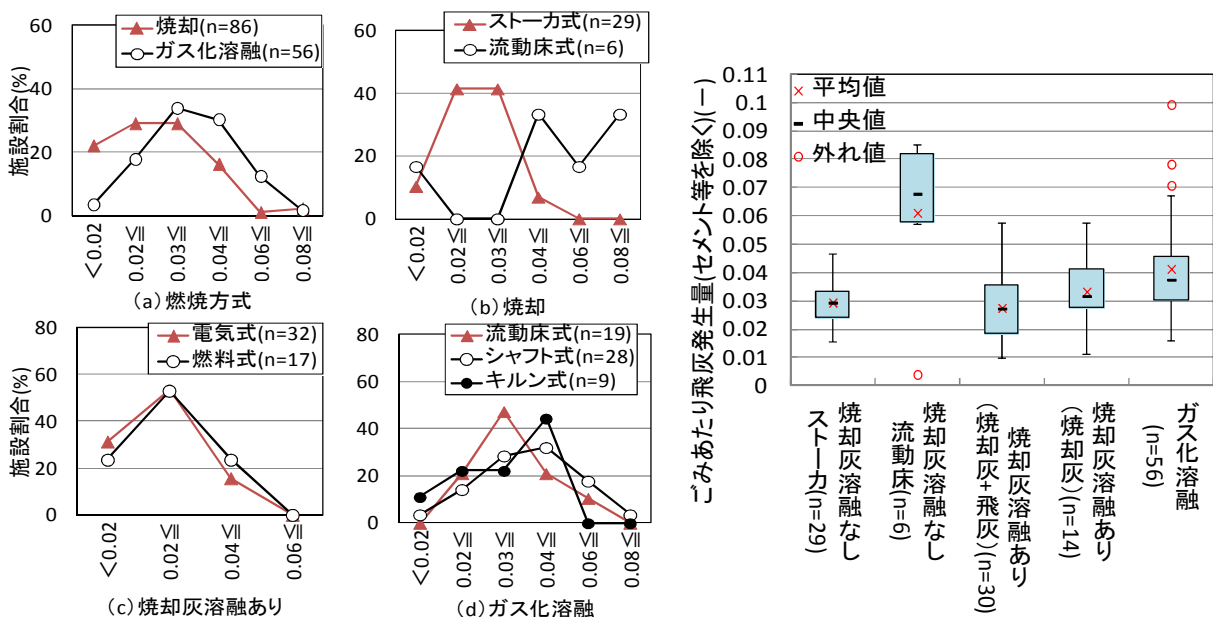 60
40
20
0
施設割合(%)
焼却(n=86)
ガス化溶融(n=56)
<0.02
0.02≦
0.03≦
0.04≦
0.06≦
0.08≦
(a)燃焼方式
60
40
20
0
ストーカ式(n=29)
流動床式(n=6)
<0.02
0.02≦
0.03≦
0.04≦
0.06≦
0.08≦
(b)焼却
80
60
40
20
0
施設割合(%)
電気式(n=32)
燃料式(n=17)
<0.02
0.02≦
0.04≦
0.06≦
(c)焼却灰溶融あり
80
60
40
20
0
流動床式(n=19)
シャフト式(n=28)
キルン式(n=9)
<0.02
0.02≦
0.03≦
0.04≦
0.06≦
0.08≦
(d)ガス化溶融
ごみあたり飛灰発生量(セメント等を除く)(ー)
0.11
0.1
0.09
0.08
0.07
0.06
0.05
0.04
0.03
0.02
0.01
0
平均値
中央値
外れ値
焼却灰溶融なし
ストーカ(n=29)
焼却灰溶融なし
流動床(n=6)
焼却灰溶融あり
(焼却灰+飛灰)(n=30)
焼却灰溶融あり
(焼却灰)(n=14)
ガス化溶融
(n=56)